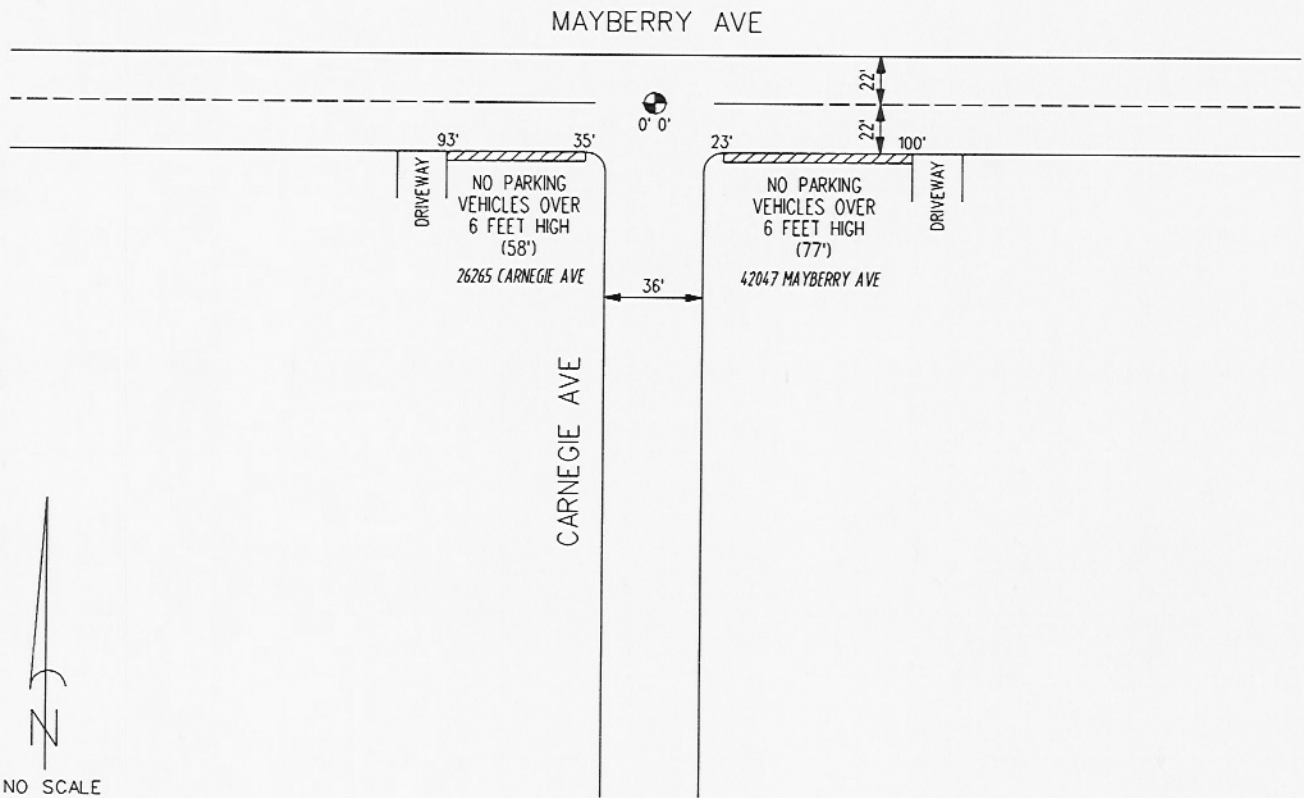 MAYBERRY AVE
22'
0' 0'
22'
93'
35'
23'
100'
DRIVEWAY
NO PARKING
VEHICLES OVER
6 FEET HIGH
(58')
26265 CARNEGIE AVE
NO PARKING
VEHICLES OVER
6 FEET HIGH
(77')
42047 MAYBERRY AVE
DRIVEWAY
36'
CARNEGIE AVE
N
NO SCALE